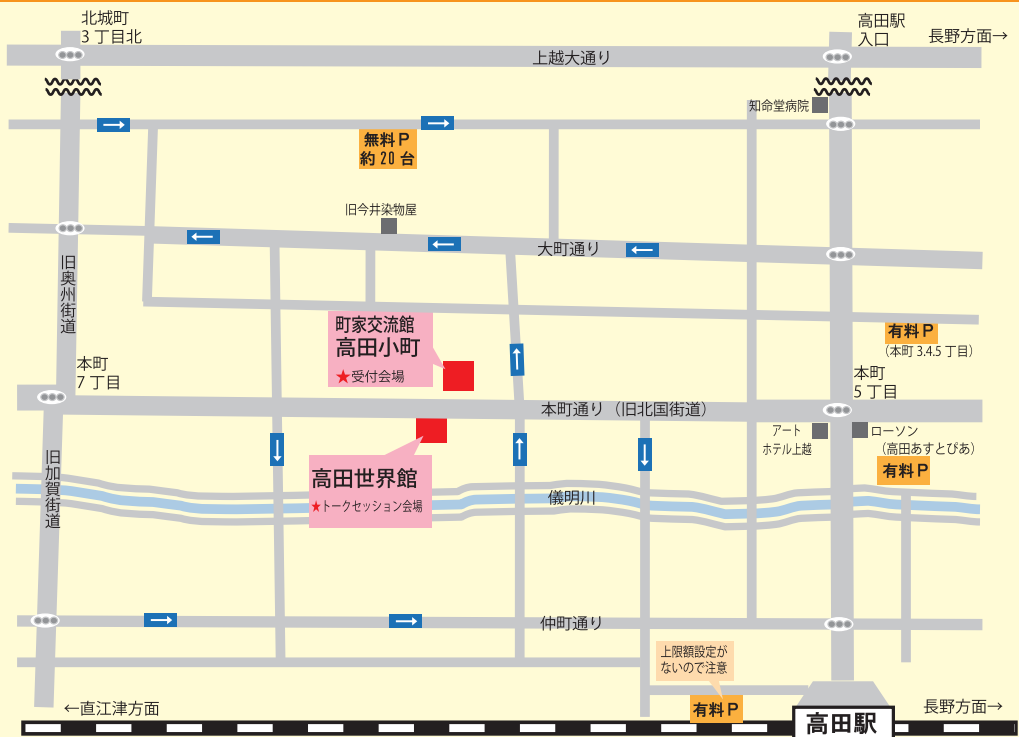 北城町
3 丁目北
高田駅
入口
長野方面→
上越大通り
知命堂病院
無料P
約 20 台
旧今井染物屋
大町通り
旧奥州街道
町家交流館
高田小町
★受付会場
有料P
（本町 3.4.5 丁目）
本町
7 丁目
本町
5 丁目
本町通り（旧北国街道）
アート
ホテル上越
ローソン
（高田あすとぴあ）
有料P
旧加賀街道
高田世界館
★トークセッション会場
儀明川
仲町通り
上限額設定が
ないので注意
有料P
←直江津方面
高田駅
長野方面→